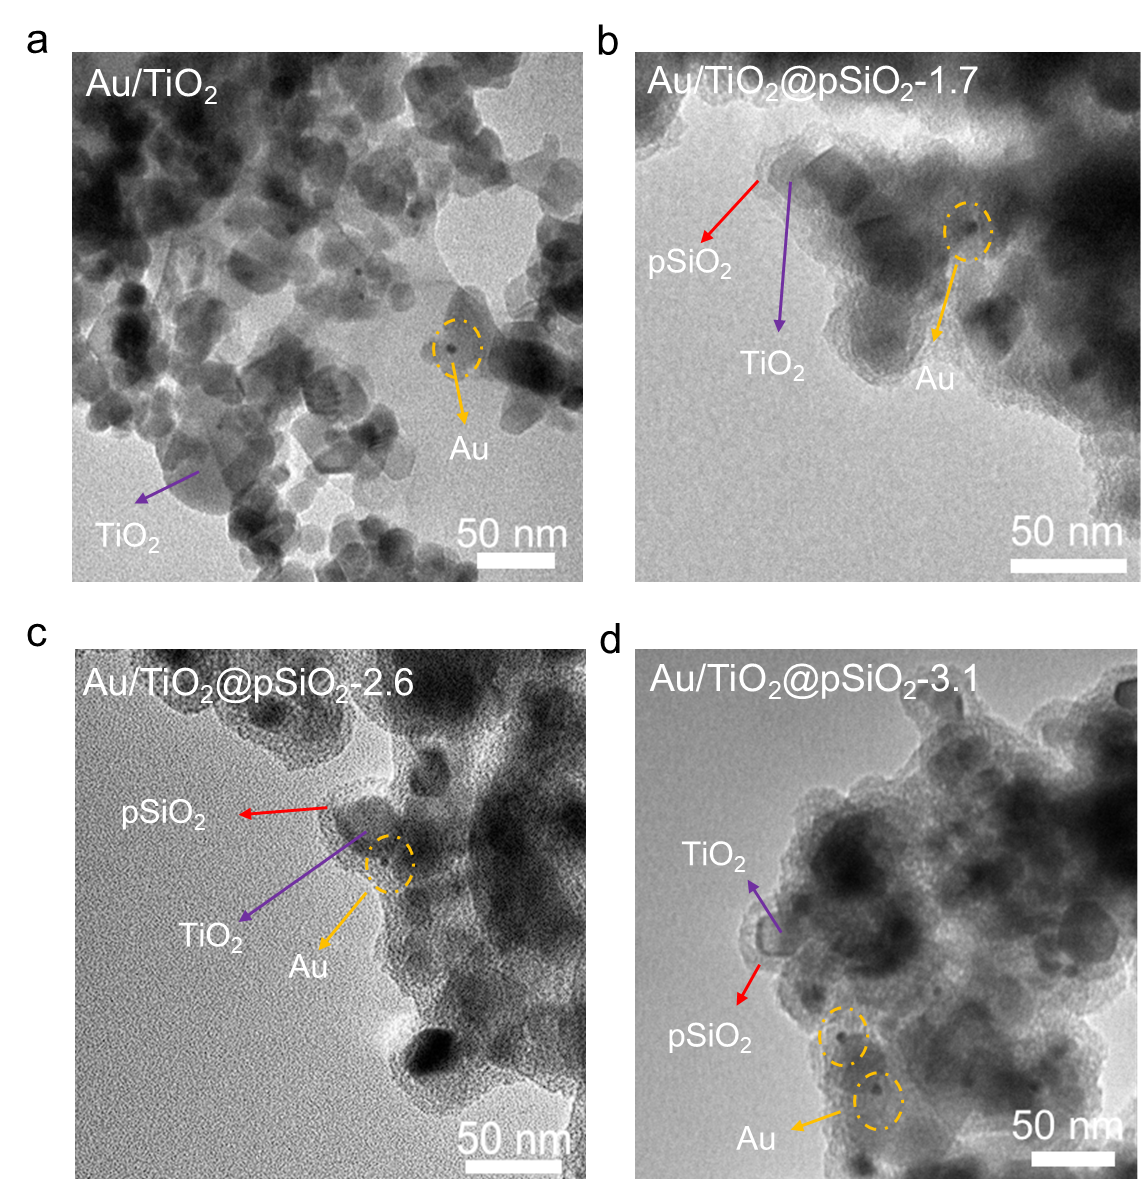 a
Au/TiO₂
Au
TiO₂
50 nm
b
Au/TiO₂@pSiO₂-1.7
pSiO₂
TiO₂
Au
50 nm
c
Au/TiO₂@pSiO₂-2.6
pSiO₂
TiO₂
Au
50 nm
d
Au/TiO₂@pSiO₂-3.1
TiO₂
pSiO₂
Au
50 nm